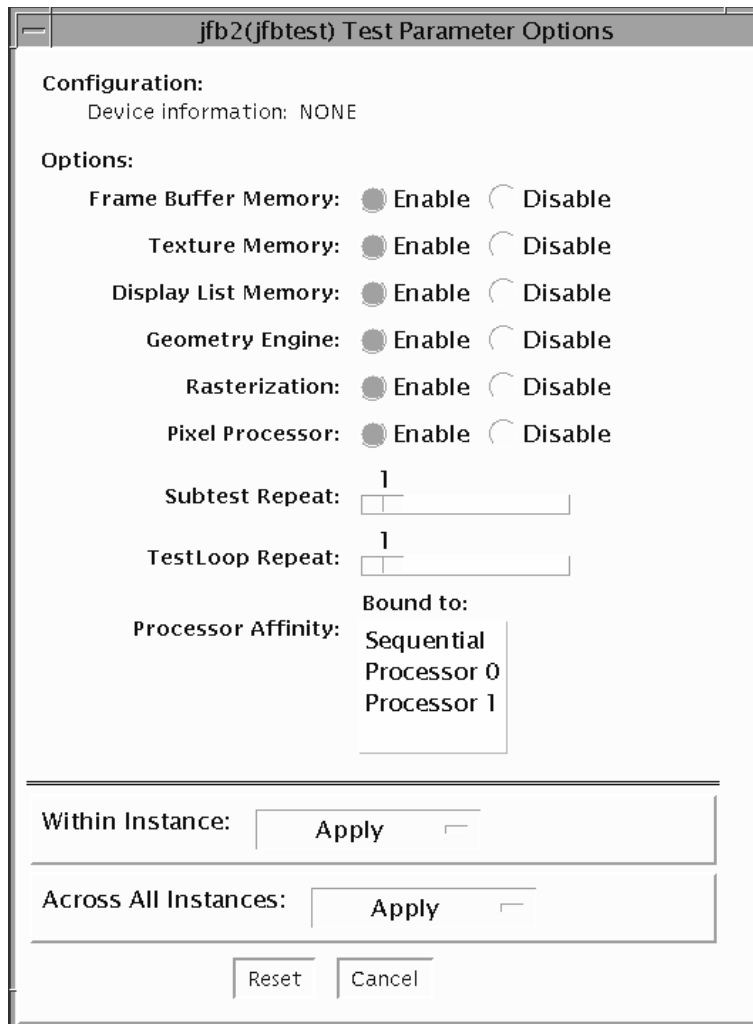 jfb2(jfbtest) Test Parameter Options
Configuration:
Device information: NONE
Options:
Frame Buffer Memory: Enable Disable
Texture Memory: Enable Disable
Display List Memory: Enable Disable
Geometry Engine: Enable Disable
Rasterization: Enable Disable
Pixel Processor: Enable Disable
1
Subtest Repeat:
1
TestLoop Repeat:
Bound to:
Processor Affinity:
Sequential
Processor 0
Processor 1
Within Instance: Apply
Across All Instances: Apply
Reset Cancel